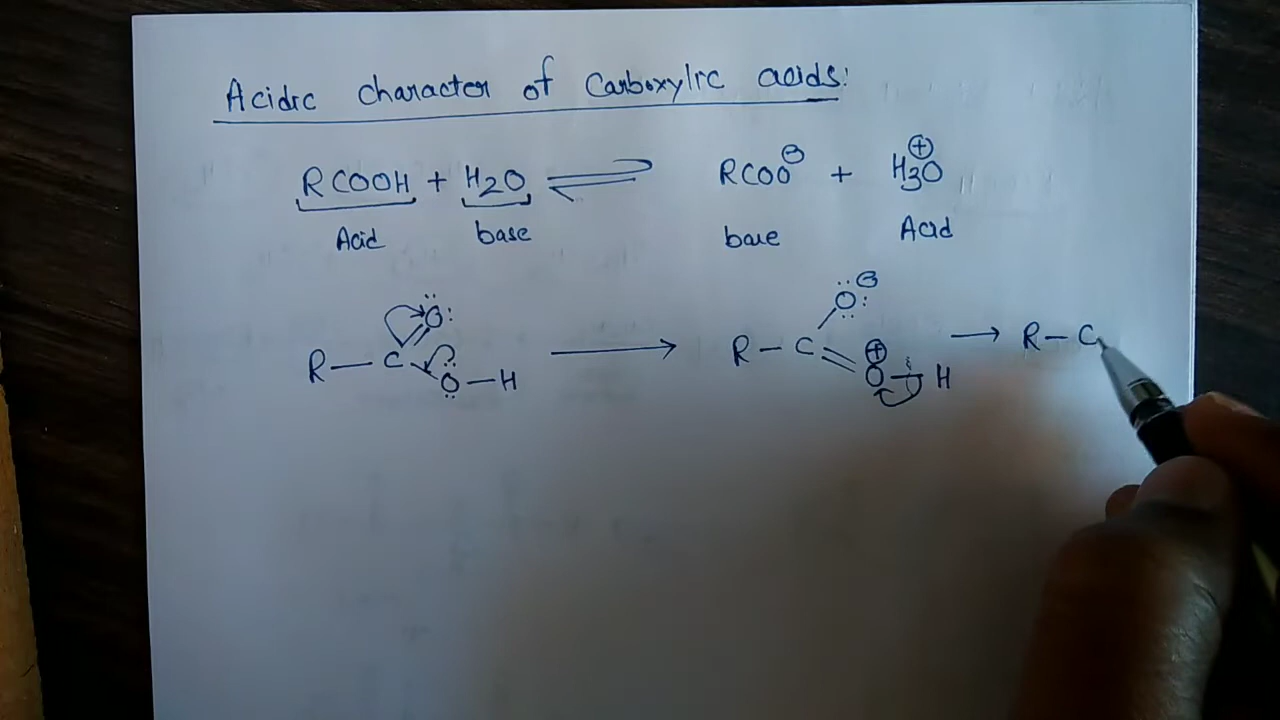 Acidic character of Carboxylic acids:
RCOOH + H2O ⇌ RCOO⊖ + H3O⊕
Acid base base Acid
R—C=Ö: Ö—H → R—C—Ö:⊖ =O⊕—H → R—C